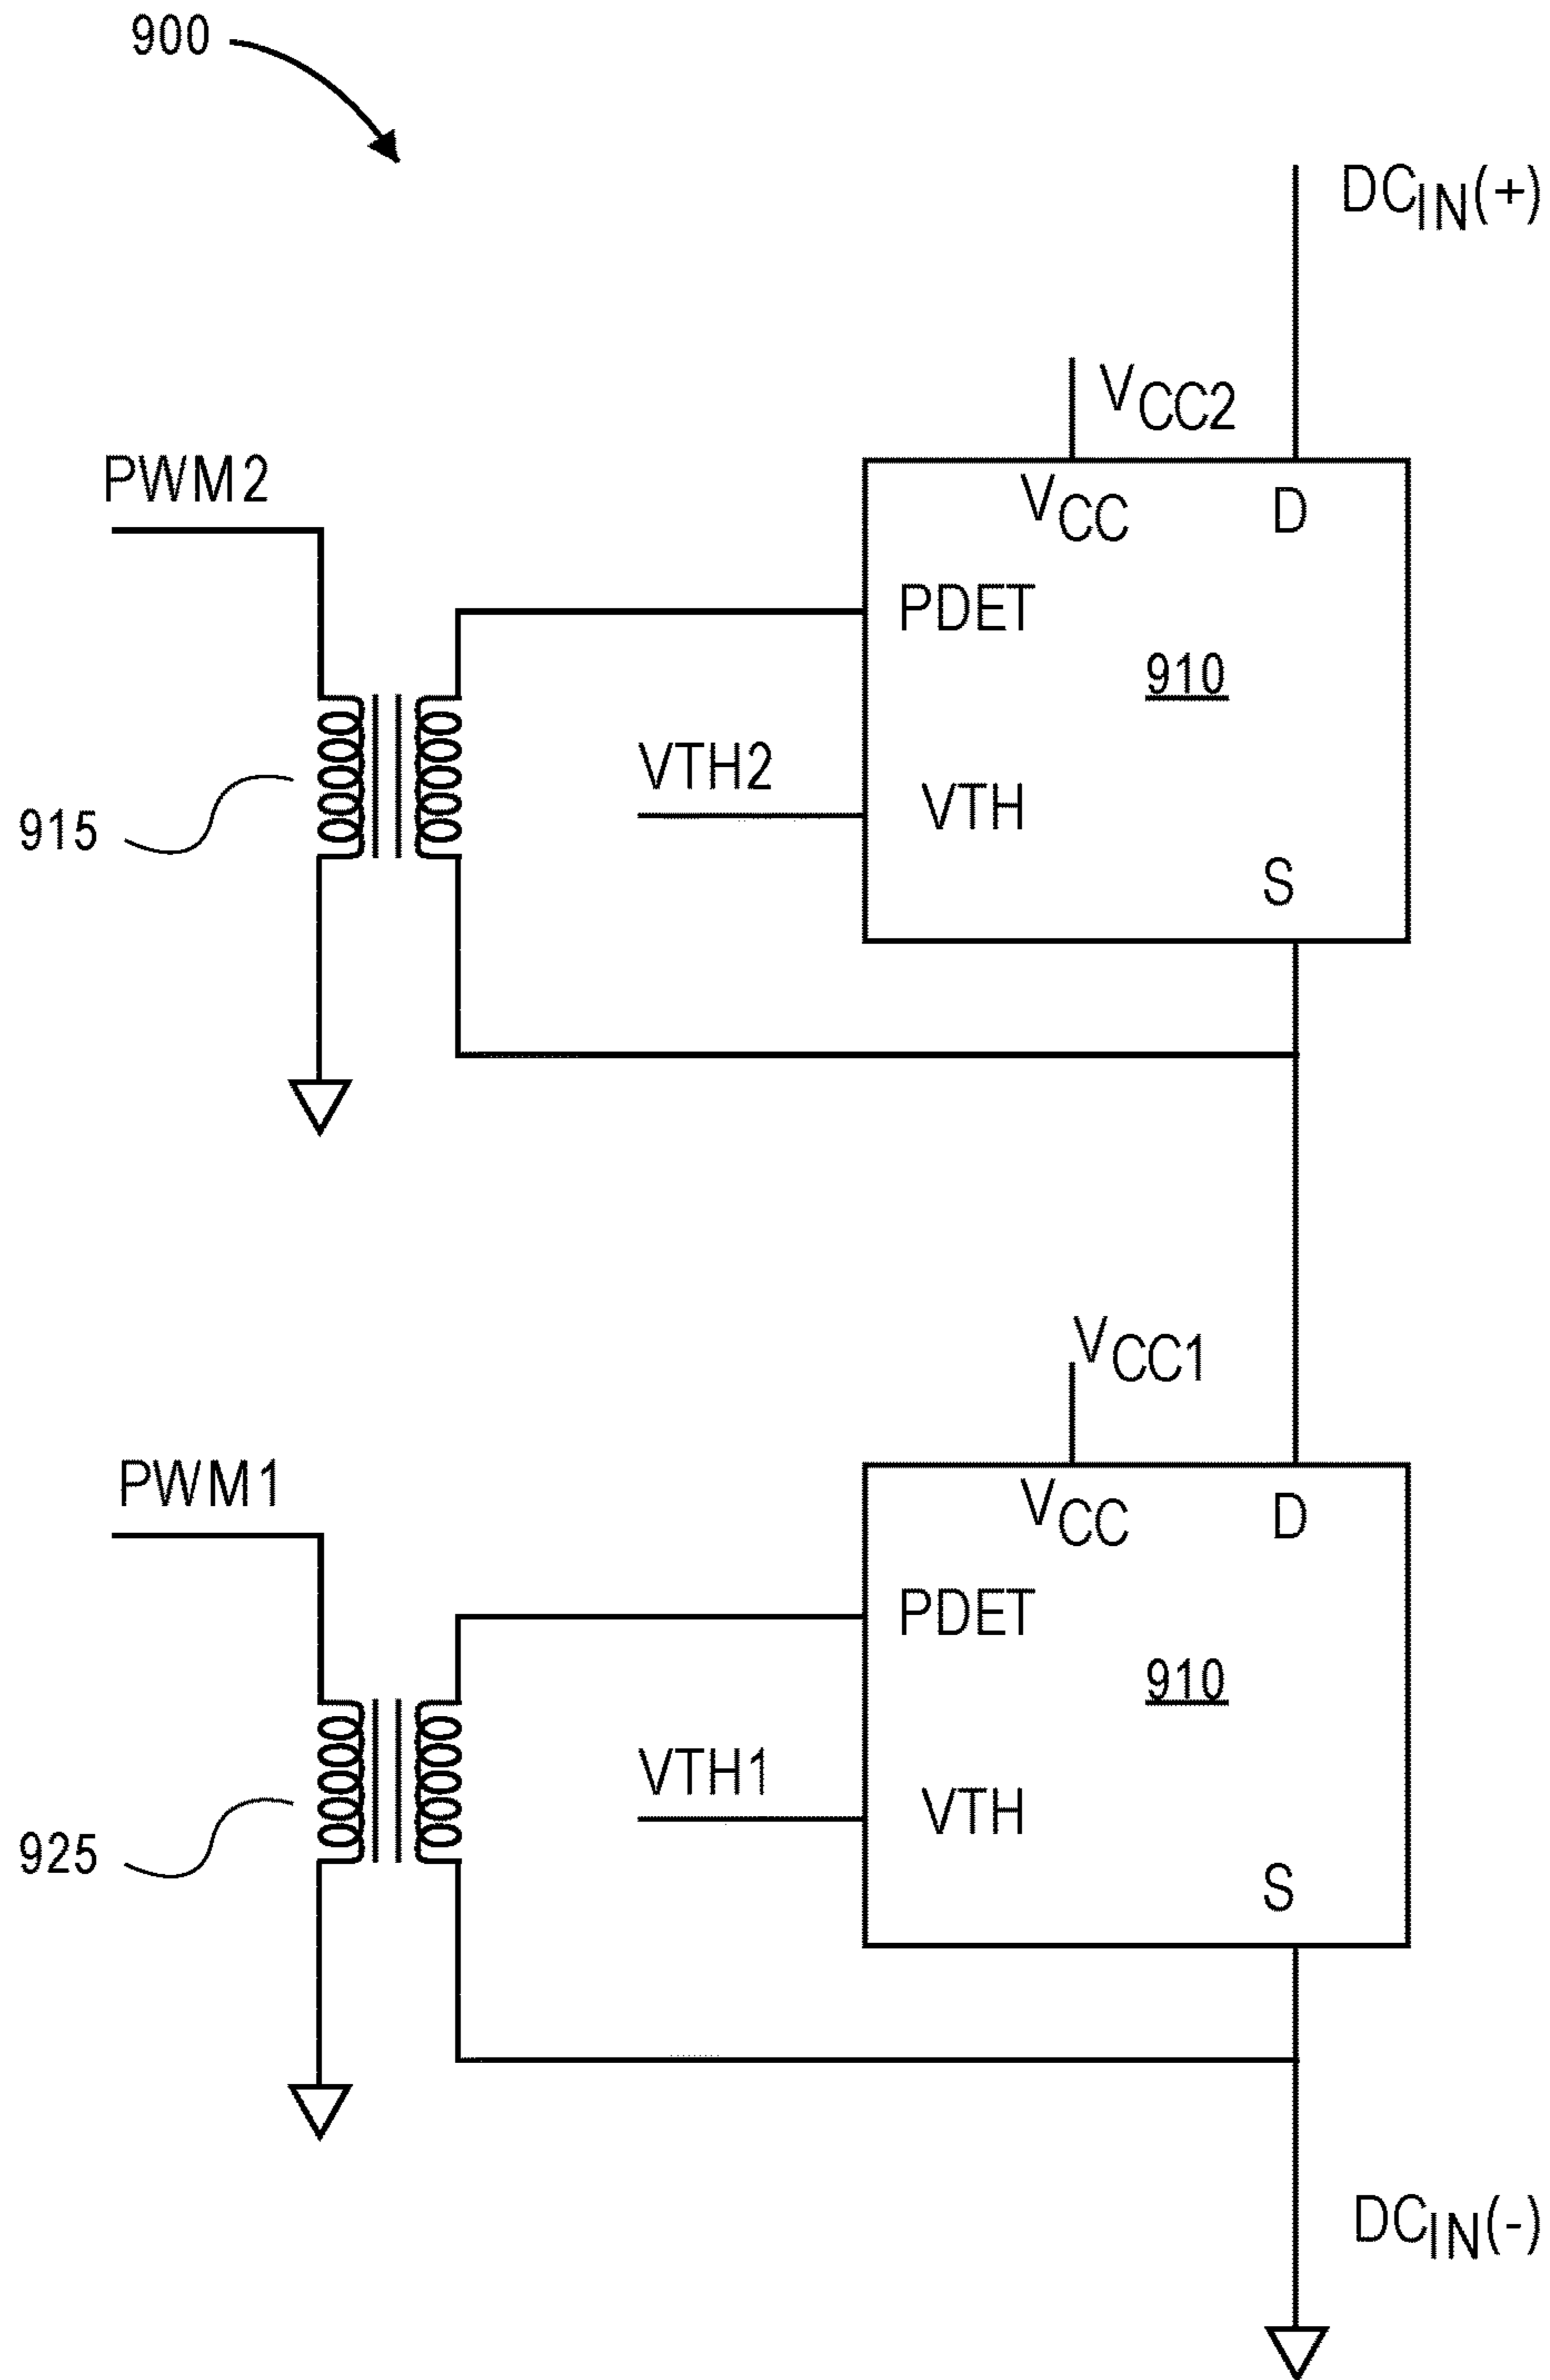 900
DCIN(+)
VCC2
PWM2
VCC D
PDET
910
VTH2
VTH
915
S
VCC1
PWM1
VCC D
PDET
910
VTH1
VTH
925
S
DCIN(-)